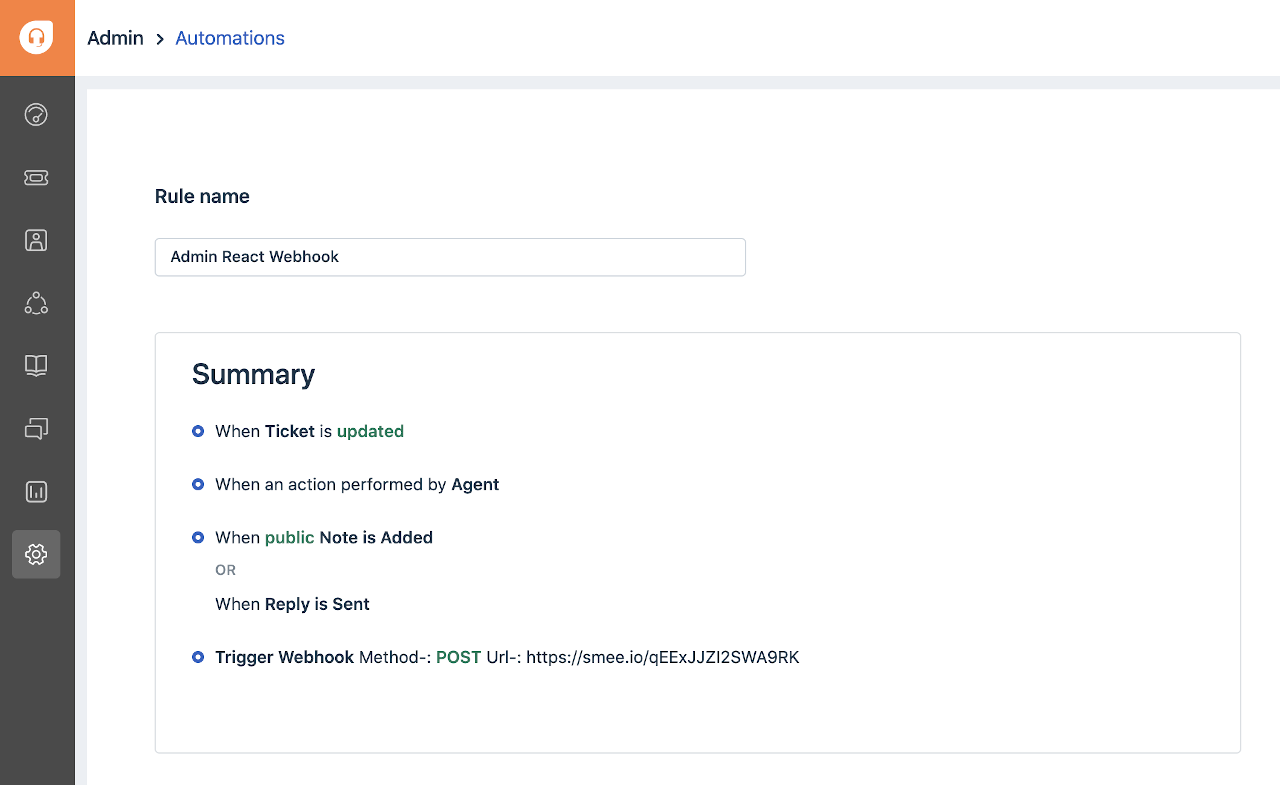 Admin > Automations
Rule name
Admin React Webhook
Summary
When Ticket is updated
When an action performed by Agent
When public Note is Added
OR
When Reply is Sent
Trigger Webhook Method-: POST Url-: https://smee.io/qEExJJZI2SWA9RK